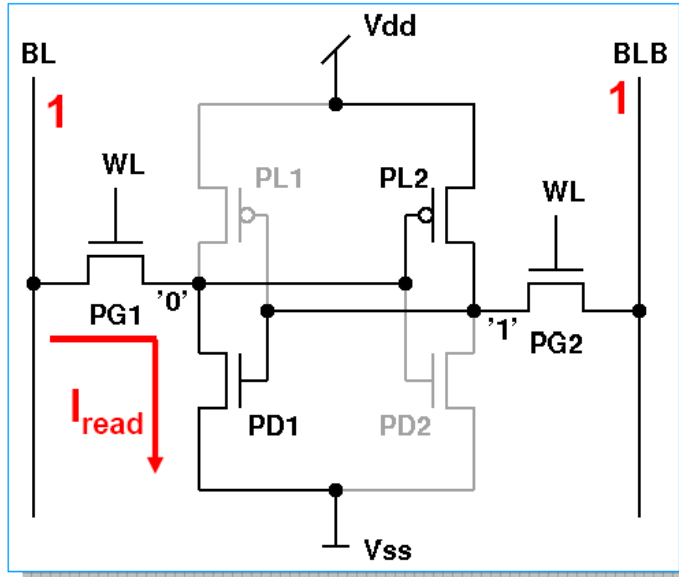 Vdd
BL
BLB
1
1
WL
PL1
PL2
WL
'0'
PG1
'1'
PG2
I read
PD1
PD2
Vss